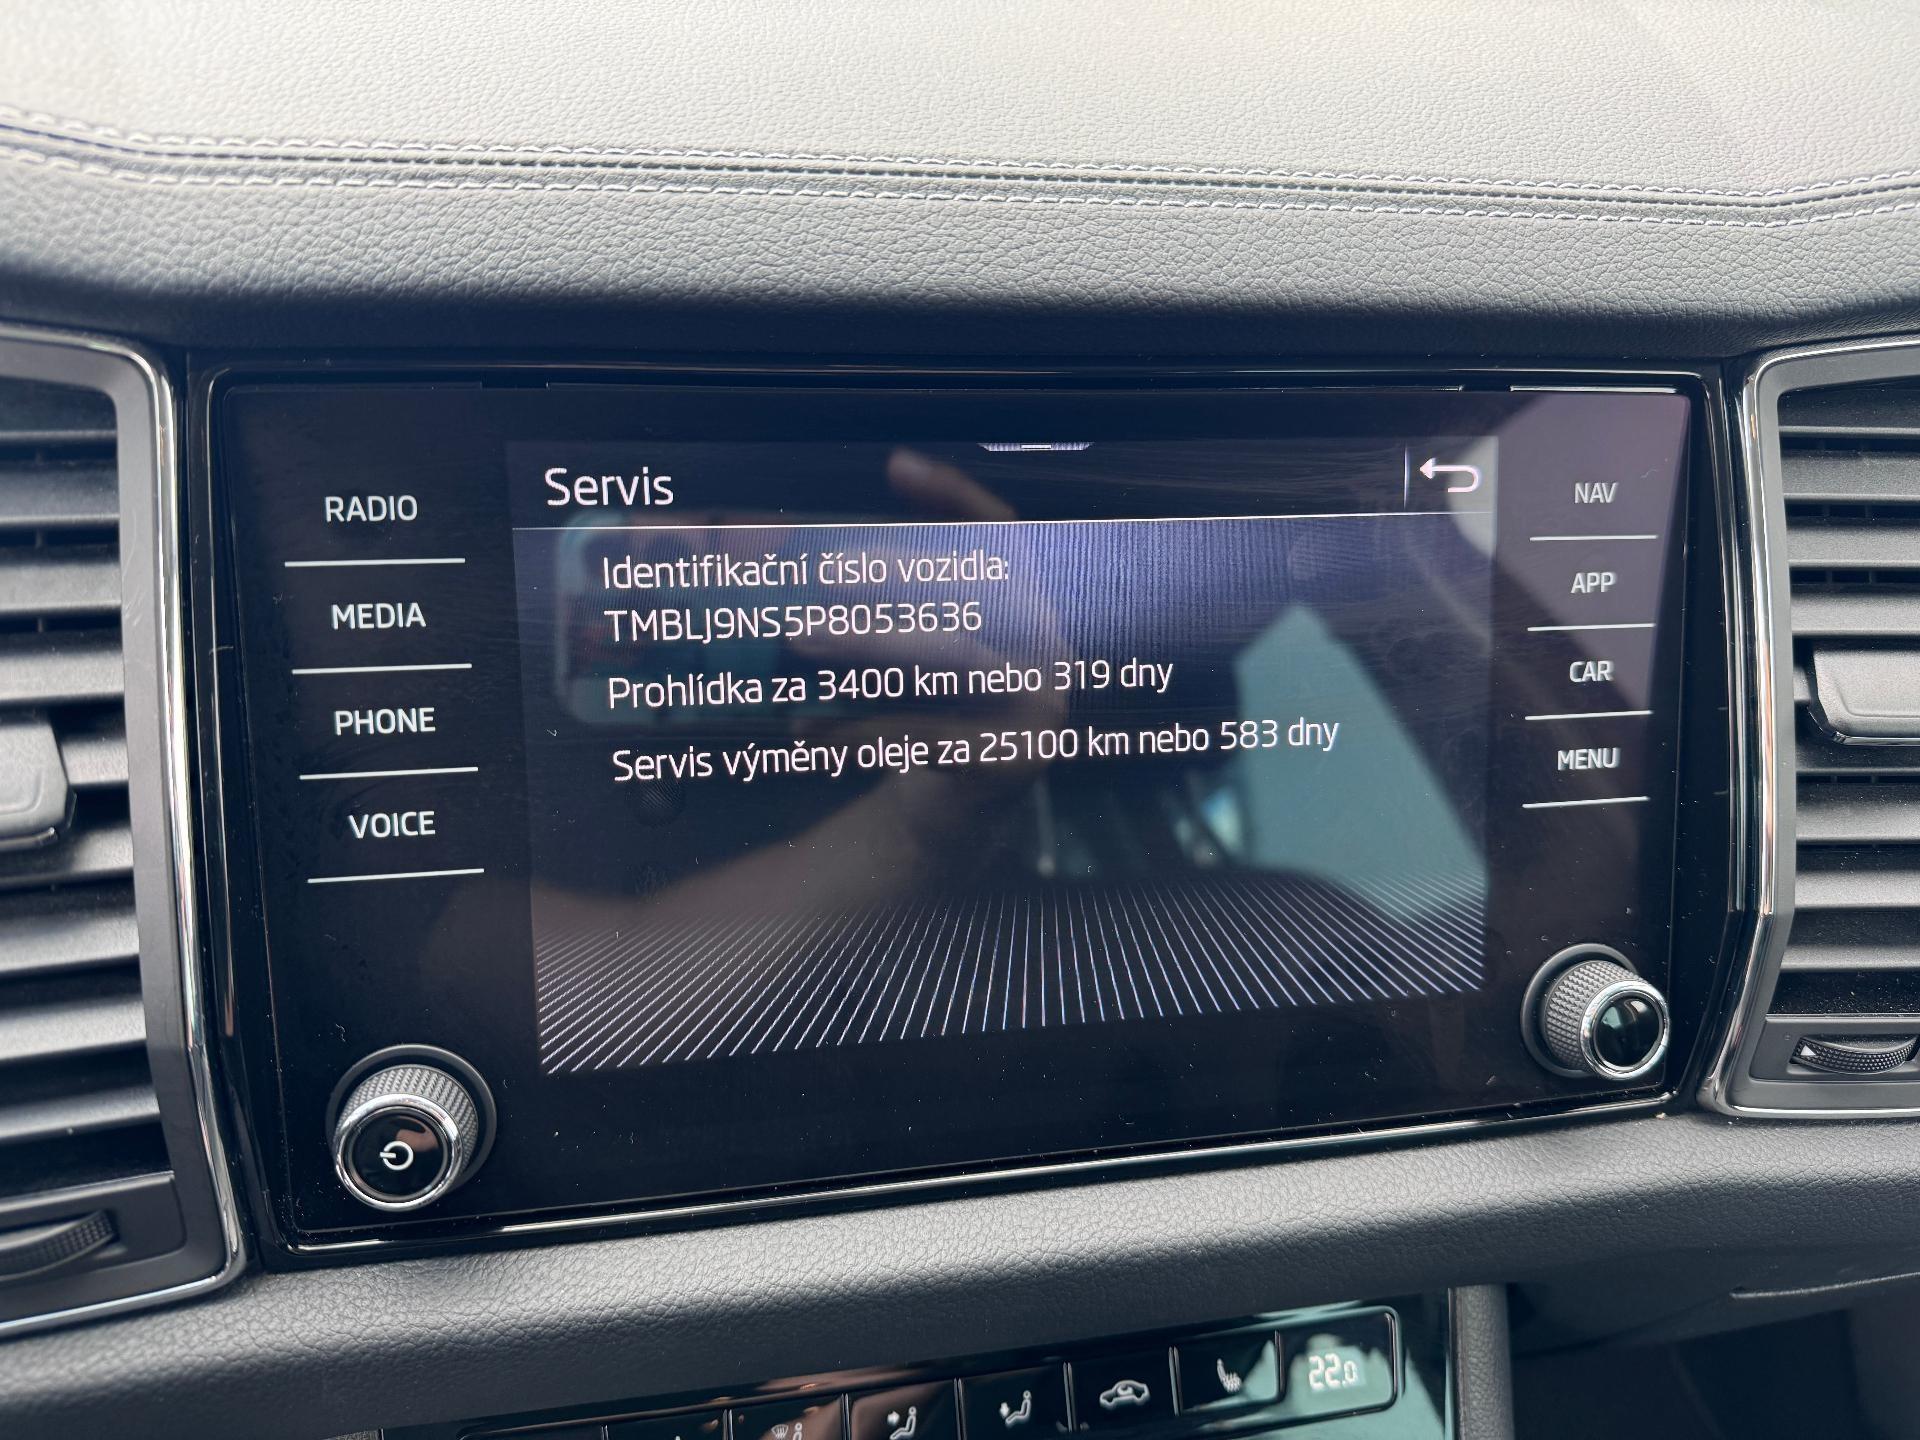 Servis
RADIO
MEDIA
PHONE
VOICE
Identifikační číslo vozidla:
TMBLJ9NS5P8053636
Prohlídka za 3400 km nebo 319 dny
Servis výměny oleje za 25100 km nebo 583 dny
NAV
APP
CAR
MENU
22.0